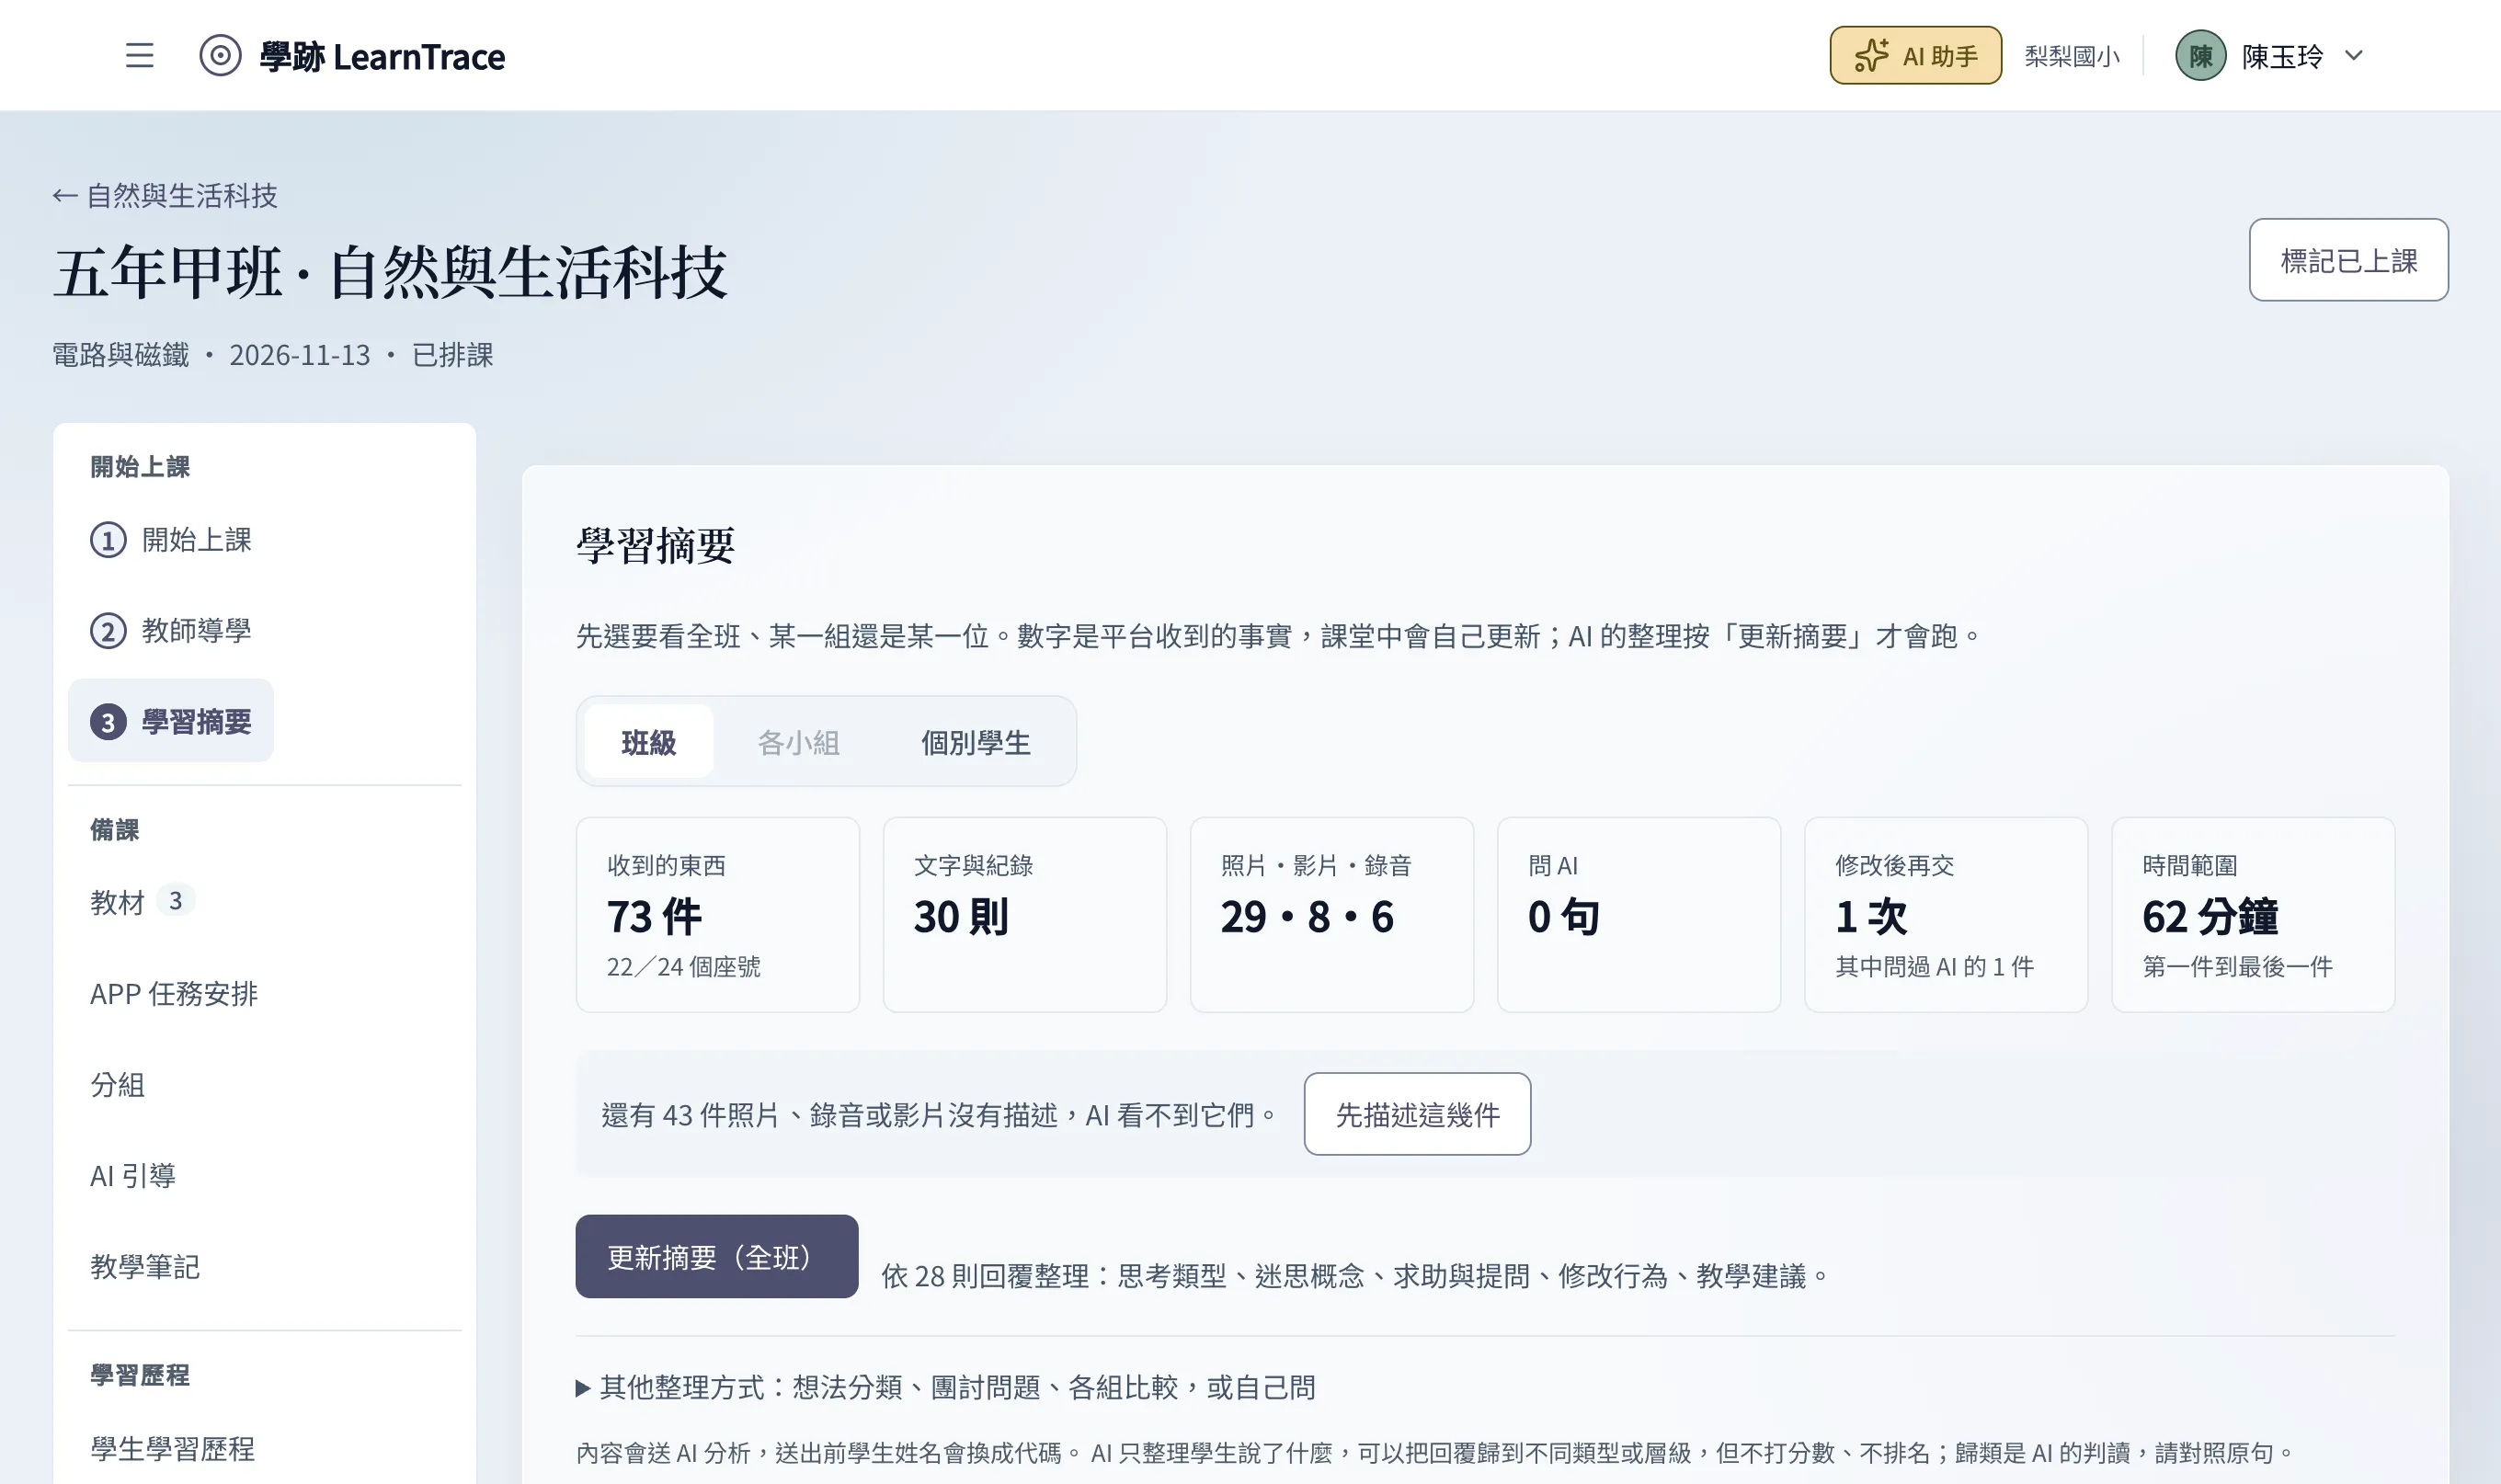 學跡 LearnTrace
AI 助手
梨梨國小
陳
陳玉玲
← 自然與生活科技
五年甲班 · 自然與生活科技
標記已上課
電路與磁鐵 · 2026-11-13 · 已排課
開始上課
1 開始上課
2 教師導學
3 學習摘要
備課
教材 3
APP 任務安排
分組
AI 引導
教學筆記
學習歷程
學生學習歷程
學習摘要
先選要看全班、某一組還是某一位。數字是平台收到的事實，課堂中會自己更新；AI 的整理按「更新摘要」才會跑。
班級
各小組
個別學生
收到的東西
73 件
22／24 個座號
文字與紀錄
30 則
照片・影片・錄音
29・8・6
問 AI
0 句
修改後再交
1 次
其中問過 AI 的 1 件
時間範圍
62 分鐘
第一件到最後一件
還有 43 件照片、錄音或影片沒有描述，AI 看不到它們。
先描述這幾件
更新摘要（全班）
依 28 則回覆整理：思考類型、迷思概念、求助與提問、修改行為、教學建議。
▶ 其他整理方式：想法分類、團討問題、各組比較，或自己問
內容會送 AI 分析，送出前學生姓名會換成代碼。 AI 只整理學生說了什麼，可以把回覆歸到不同類型或層級，但不打分數、不排名；歸類是 AI 的判讀，請對照原句。